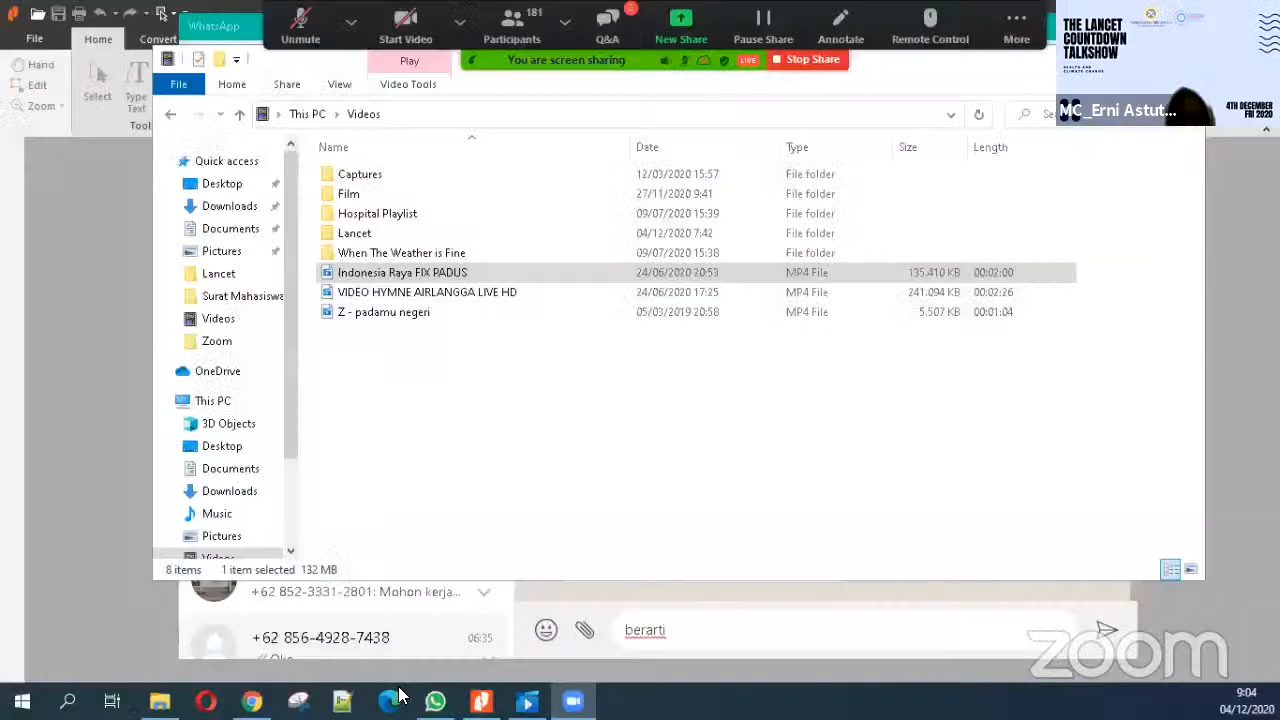 File
Home
Convert
WhatsApp
Unmute
Start Video
181
Participants
Q&A
New Share
Pause Share
Annotate
Remote Control
More
Hand
Edit
Zoom
Select
Type
Text
Tool
Play
You are screen sharing
LIVE
Stop Share
File
Home
Share
View
Video Tools
This PC
Videos
THE LANCET
COUNTDOWN
TALKSHOW
HEALTH AND
CLIMATE CHANGE
MC_Erni Astut...
4TH DECEMBER
FRI 2020
Name Date Type Size Length
Captures 12/03/2020 15:57 File folder
Film 27/11/2020 9:41 File folder
Hospital Playlist 09/07/2020 15:39 File folder
Lancet 04/12/2020 7:42 File folder
When The Weather is Fine 09/07/2020 15:38 File folder
Indonesia Raya FIX PADUS 24/06/2020 20:53 MP4 File 135.410 KB 00:02:00
VIDEO HYMNE AIRLANGGA LIVE HD 24/06/2020 17:25 MP4 File 241.094 KB 00:02:26
Z - padamu negeri 05/03/2019 20:58 MP4 File 5.507 KB 00:01:04
Quick access
Desktop
Downloads
Documents
Pictures
Lancet
Surat Mahasiswa
Videos
Zoom
OneDrive
This PC
3D Objects
Desktop
Documents
Downloads
Music
Pictures
Videos
8 items 1 item selected 132 MB
+62 852-3331-2801: Mohon kerja...
+62 856-4928-7438 06:35
Oke
berarti
zoom
9:04
04/12/2020